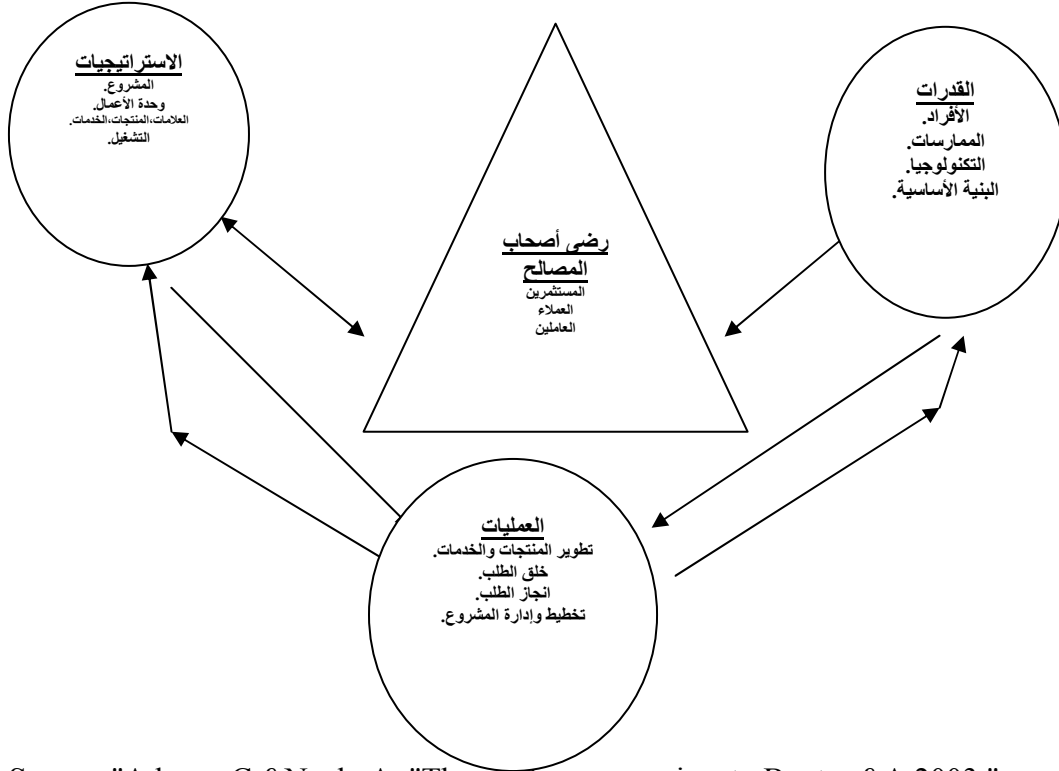 الاستراتيجيات
المشروع.
وحدة الأعمال.
العلامات،المنتجات،الخدمات.
التشغيل.
القدرات
الأفراد.
الممارسات.
التكنولوجيا.
البنية الأساسية.
رضى أصحاب
المصالح
المستثمرين
العملاء
العاملين
العمليات
تطوير المنتجات والخدمات.
خلق الطلب.
انجاز الطلب.
تخطيط وإدارة المشروع.